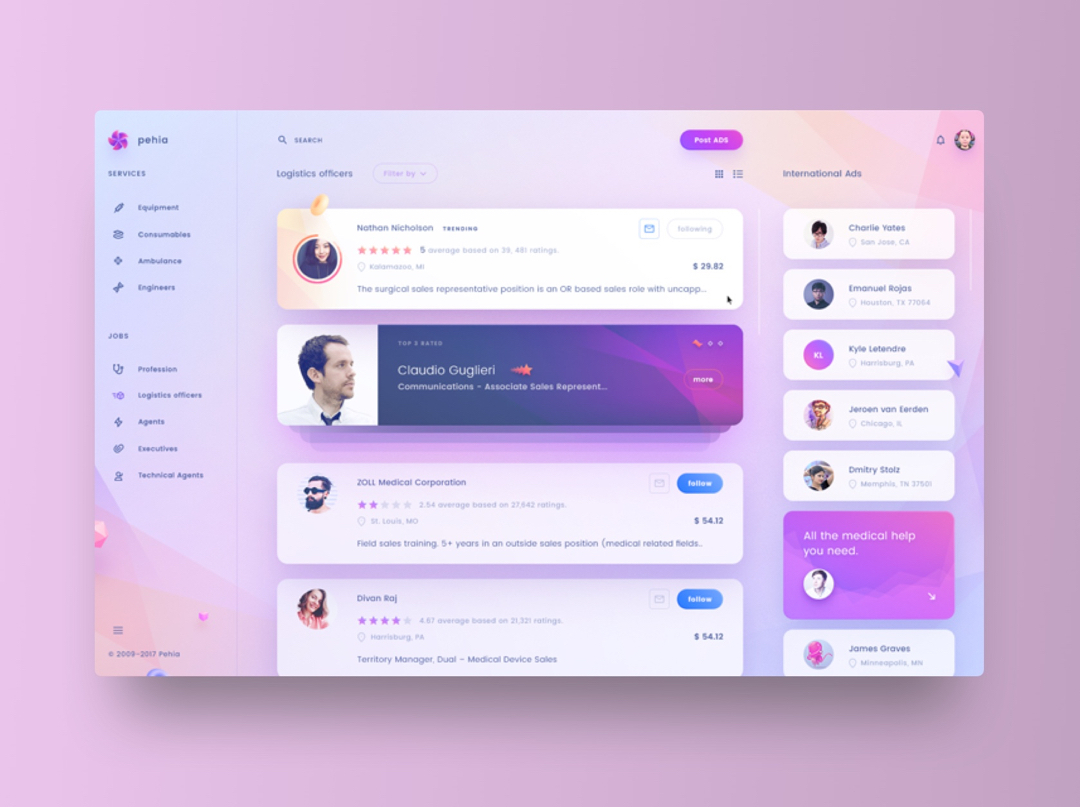 pehia
SEARCH
Post ADS
SERVICES
Equipment
Consumables
Ambulance
Engineers
JOBS
Profession
Logistics officers
Agents
Executives
Technical Agents
© 2009-2017 Pehia
Logistics officers
Filter by
Nathan Nicholson TRENDING
following
5 average based on 39, 481 ratings.
Kalamazoo, MI
$ 29.82
The surgical sales representative position is an OR based sales role with uncapp...
TOP 3 RATED
Claudio Guglieri
Communications - Associate Sales Represent...
more
ZOLL Medical Corporation
follow
2.54 average based on 27,642 ratings.
St. Louis, MO
$ 54.12
Field sales training. 5+ years in an outside sales position (medical related fields..
Divan Raj
follow
4.67 average based on 21,321 ratings.
Harrisburg, PA
$ 54.12
Territory Manager, Dual – Medical Device Sales
International Ads
Charlie Yates
San Jose, CA
Emanuel Rojas
Houston, TX 77064
KL
Kyle Letendre
Harrisburg, PA
Jeroen van Eerden
Chicago, IL
Dmitry Stolz
Memphis, TN 37501
All the medical help
you need.
James Graves
Minneapolis, MN